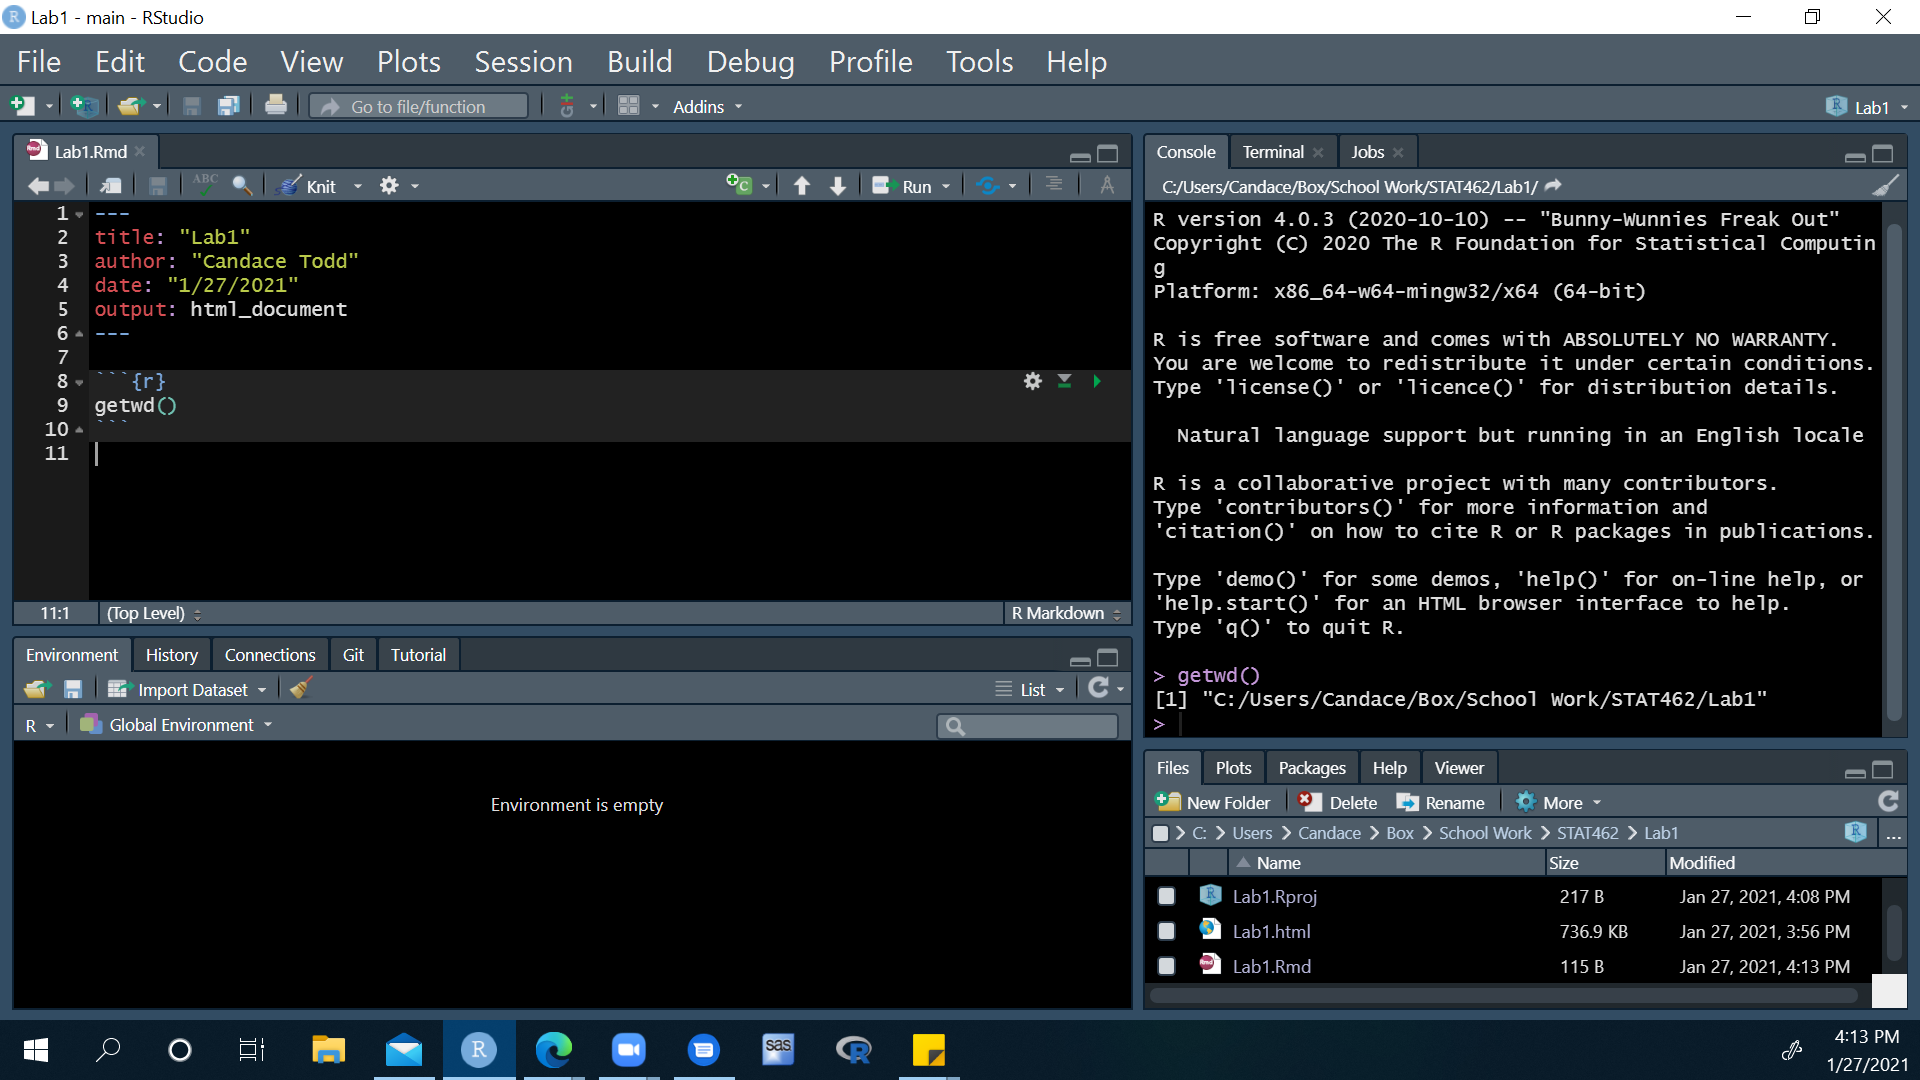 Lab1 - main - RStudio
File Edit Code View Plots Session Build Debug Profile Tools Help
Go to file/function Addins Lab1
Lab1.Rmd
ABC Knit Run
1 ---
2 title: "Lab1"
3 author: "Candace Todd"
4 date: "1/27/2021"
5 output: html_document
6 ---
7
8 ```{r}
9 getwd()
10 ```
11
11:1 (Top Level) R Markdown
Environment History Connections Git Tutorial
Import Dataset List
R Global Environment
Environment is empty
Console Terminal Jobs
C:/Users/Candace/Box/School Work/STAT462/Lab1/
R version 4.0.3 (2020-10-10) -- "Bunny-Wunnies Freak Out"
Copyright (C) 2020 The R Foundation for Statistical Computin
g
Platform: x86_64-w64-mingw32/x64 (64-bit)
R is free software and comes with ABSOLUTELY NO WARRANTY.
You are welcome to redistribute it under certain conditions.
Type 'license()' or 'licence()' for distribution details.
Natural language support but running in an English locale
R is a collaborative project with many contributors.
Type 'contributors()' for more information and
'citation()' on how to cite R or R packages in publications.
Type 'demo()' for some demos, 'help()' for on-line help, or
'help.start()' for an HTML browser interface to help.
Type 'q()' to quit R.
> getwd()
[1] "C:/Users/Candace/Box/School Work/STAT462/Lab1"
>
Files Plots Packages Help Viewer
New Folder Delete Rename More
C: Users Candace Box School Work STAT462 Lab1 ...
Name Size Modified
Lab1.Rproj 217 B Jan 27, 2021, 4:08 PM
Lab1.html 736.9 KB Jan 27, 2021, 3:56 PM
Lab1.Rmd 115 B Jan 27, 2021, 4:13 PM
R sas R
4:13 PM
1/27/2021